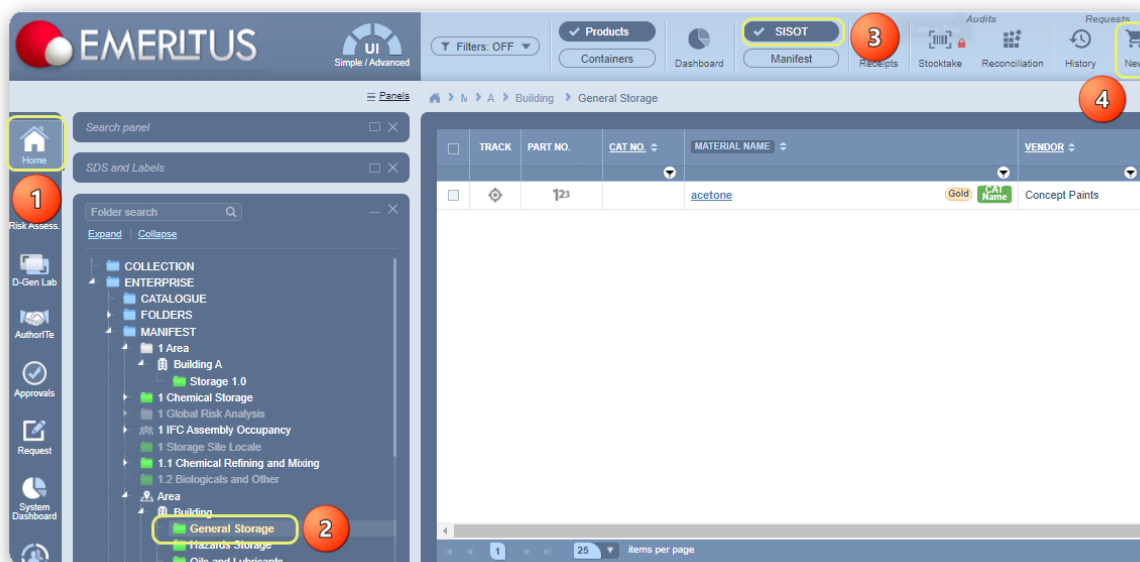 EMERITUS
UI
Simple / Advanced
Filters: OFF
Products
Containers
Dashboard
SISOT
Manifest
3
Receipts
Audits
Stocktake
Reconciliation
Requests
History
New
4
Panels
A
Building
General Storage
Home
1
Risk Assess.
D-Gen Lab
AuthorITe
Approvals
Request
System
Dashboard
Search panel
SDS and Labels
Folder search
Expand
Collapse
COLLECTION
ENTERPRISE
CATALOGUE
FOLDERS
MANIFEST
1 Area
Building A
Storage 1.0
1 Chemical Storage
1 Global Risk Analysis
1 IFC Assembly Occupancy
1 Storage Site Locale
1.1 Chemical Refining and Mixing
1.2 Biologicals and Other
Area
Building
General Storage
2
Hazards Storage
Oils and Lubricants
TRACK PART NO. CAT NO. MATERIAL NAME VENDOR
123 acetone Gold CAT Name Concept Paints
1 25 items per page